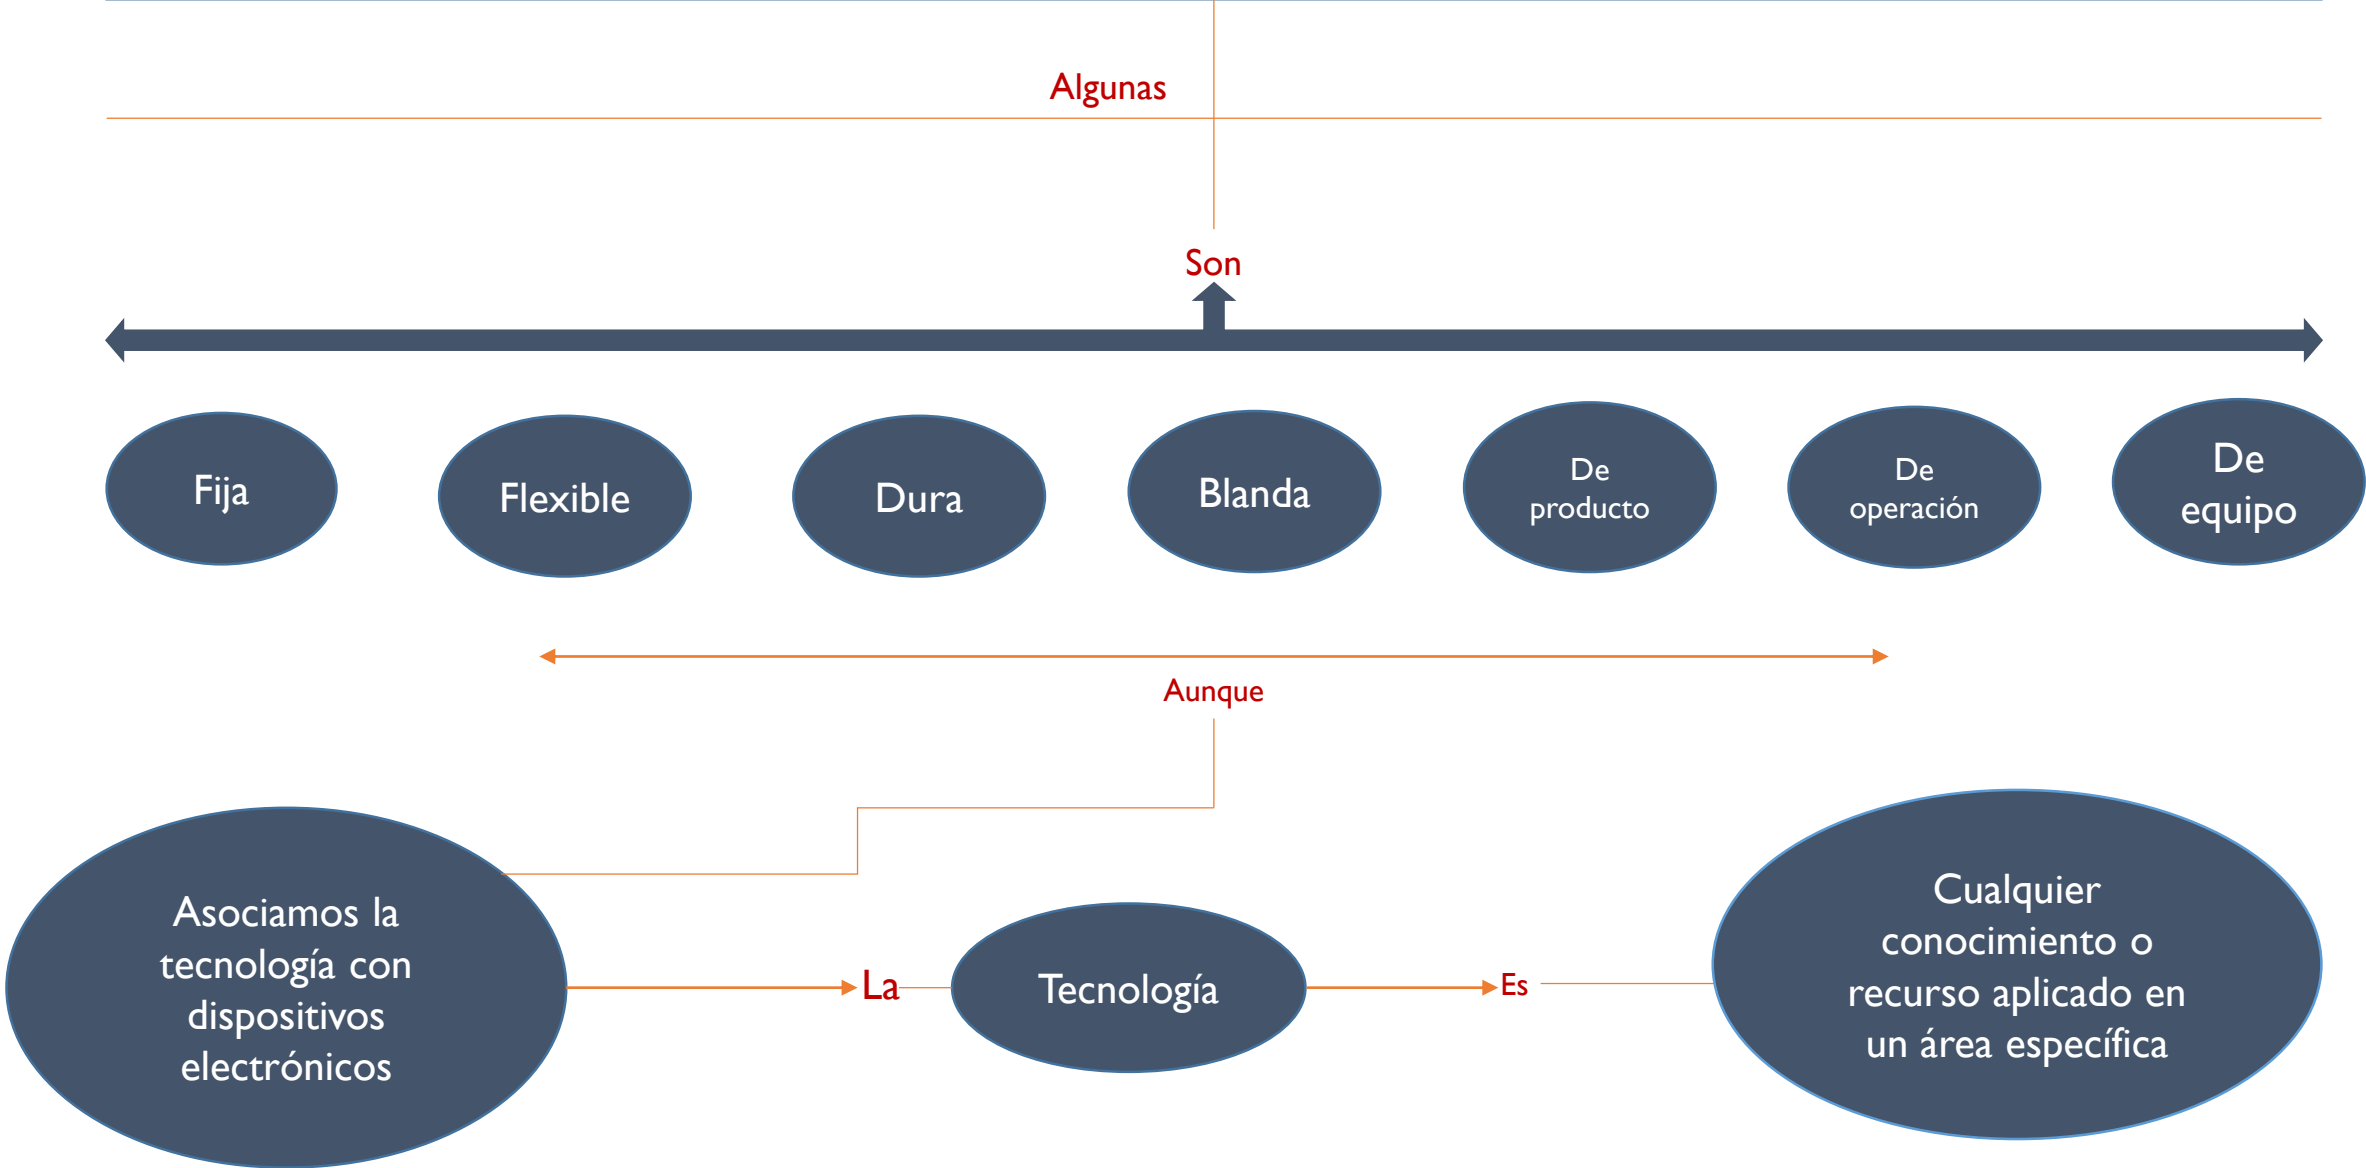 Algunas
Son
Fija
Flexible
Dura
Blanda
De
producto
De
operación
De
equipo
Aunque
Asociamos la
tecnología con
dispositivos
electrónicos
La
Tecnología
Es
Cualquier
conocimiento o
recurso aplicado en
un área específica